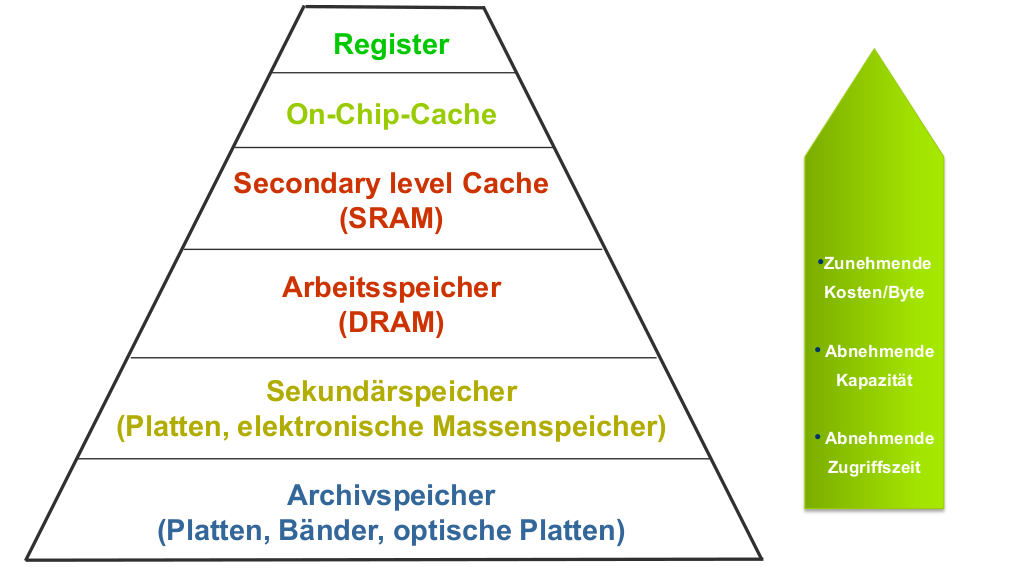 Register
On-Chip-Cache
Secondary level Cache
(SRAM)
Arbeitsspeicher
(DRAM)
Sekundärspeicher
(Platten, elektronische Massenspeicher)
Archivspeicher
(Platten, Bänder, optische Platten)
•Zunehmende
Kosten/Byte
• Abnehmende
Kapazität
• Abnehmende
Zugriffszeit